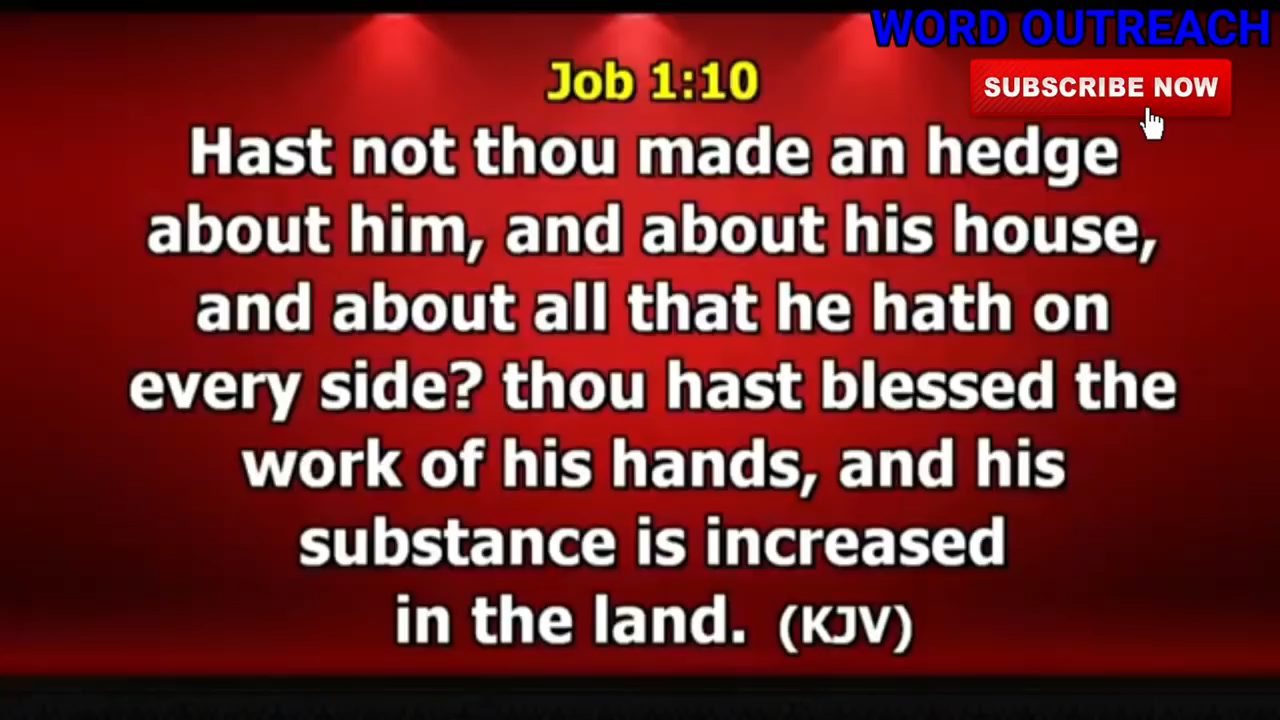 WORD OUTREACH
SUBSCRIBE NOW
Job 1:10
Hast not thou made an hedge
about him, and about his house,
and about all that he hath on
every side? thou hast blessed the
work of his hands, and his
substance is increased
in the land. (KJV)